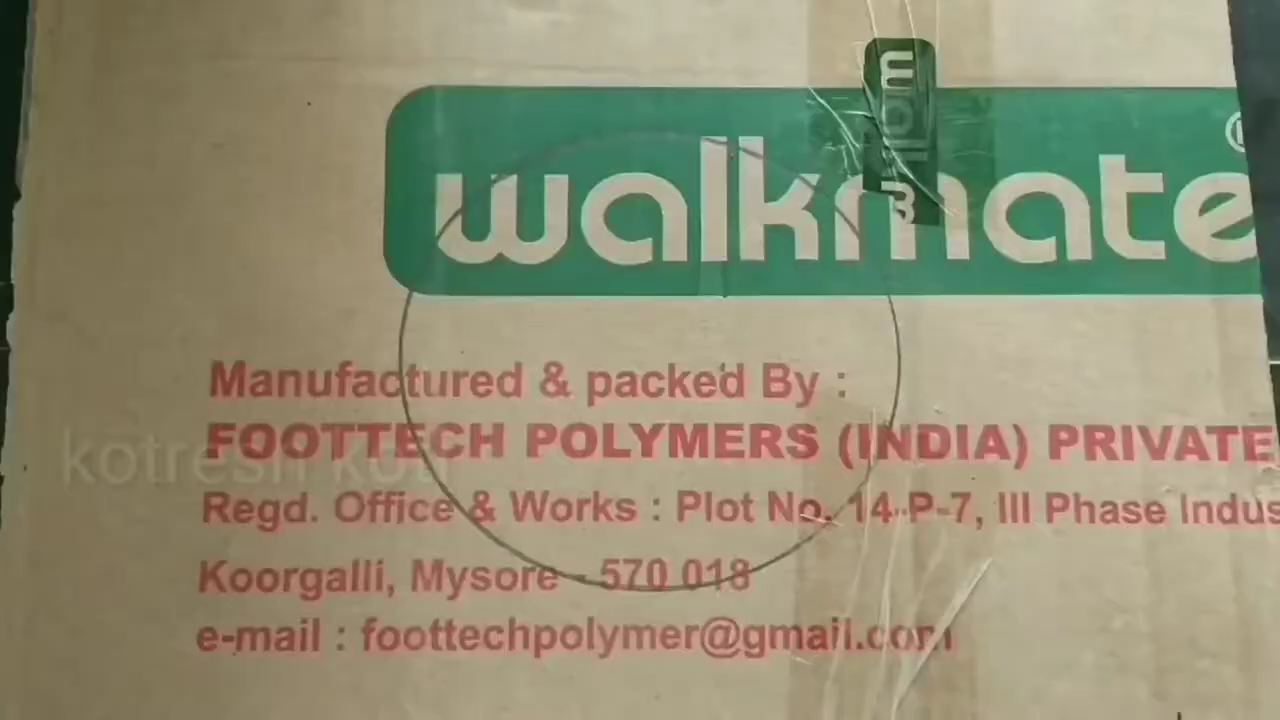 walkmate
Manufactured & packed By :
FOOTTECH POLYMERS (INDIA) PRIVATE
Regd. Office & Works : Plot No. 14-P-7, III Phase Indus
Koorgalli, Mysore - 570 018
e-mail : foottechpolymer@gmail.com
kotresh